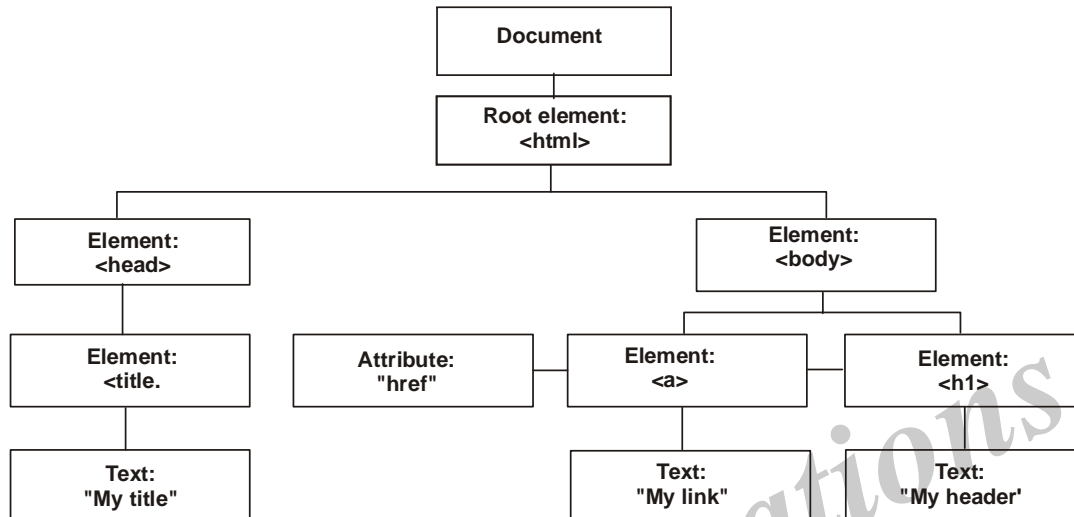 Document
Root element:
<html>
Element:
<head>
Element:
<body>
Element:
<title.
Attribute:
"href"
Element:
<a>
Element:
<h1>
Text:
"My title"
Text:
"My link"
Text:
"My header'